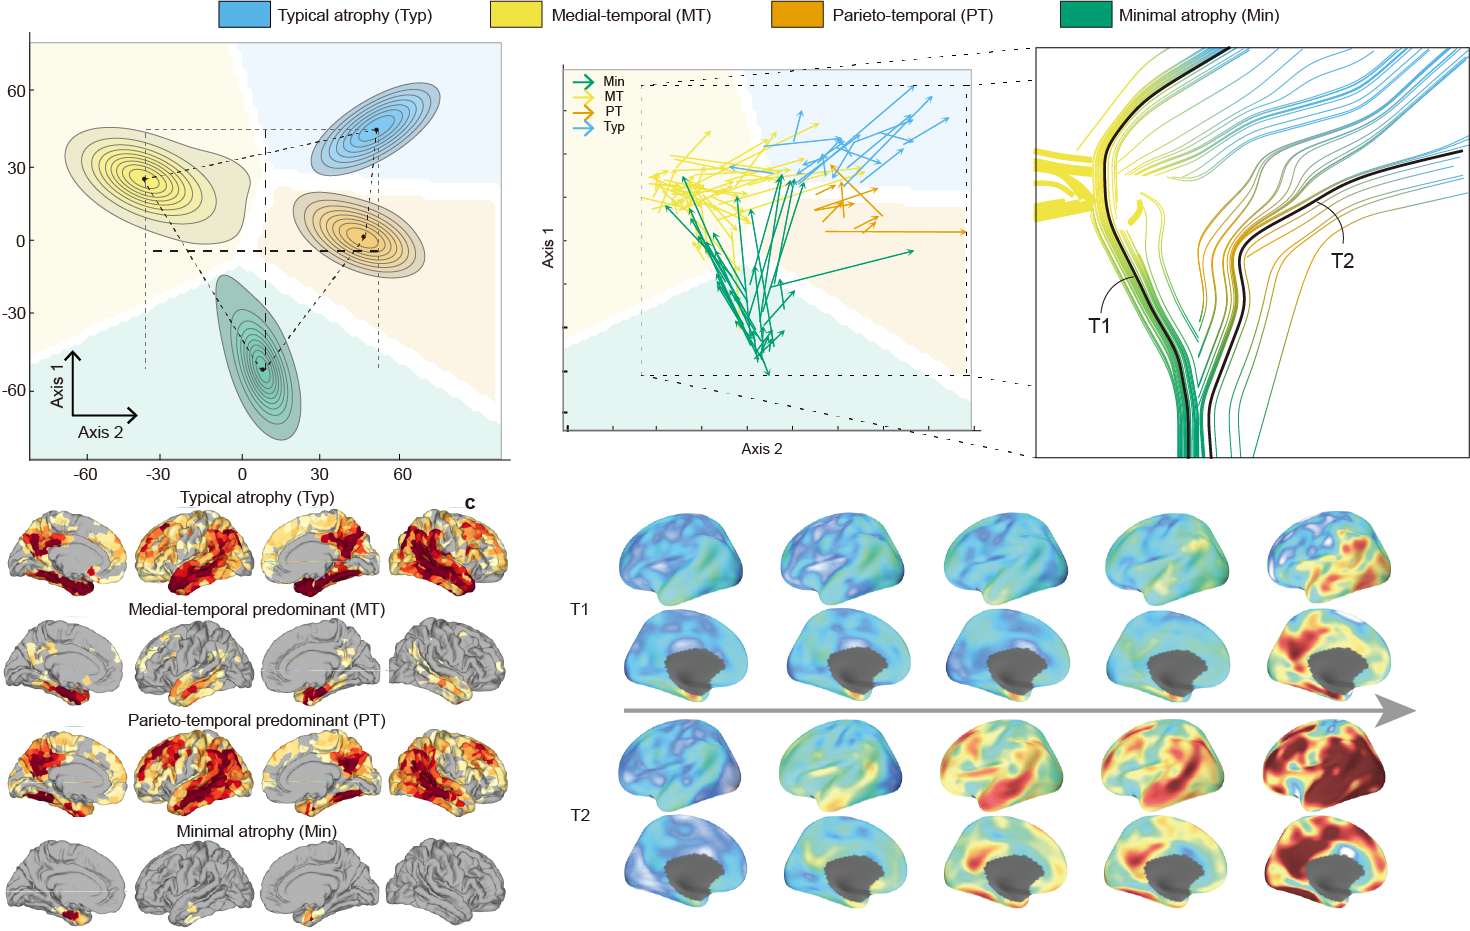 Typical atrophy (Typ)
Medial-temporal (MT)
Parieto-temporal (PT)
Minimal atrophy (Min)
60
30
0
-30
-60
Axis 1
Axis 2
-60
-30
0
30
60
Min
MT
PT
Typ
Axis 1
Axis 2
T1
T2
Typical atrophy (Typ)
c
Medial-temporal predominant (MT)
Parieto-temporal predominant (PT)
Minimal atrophy (Min)
T1
T2